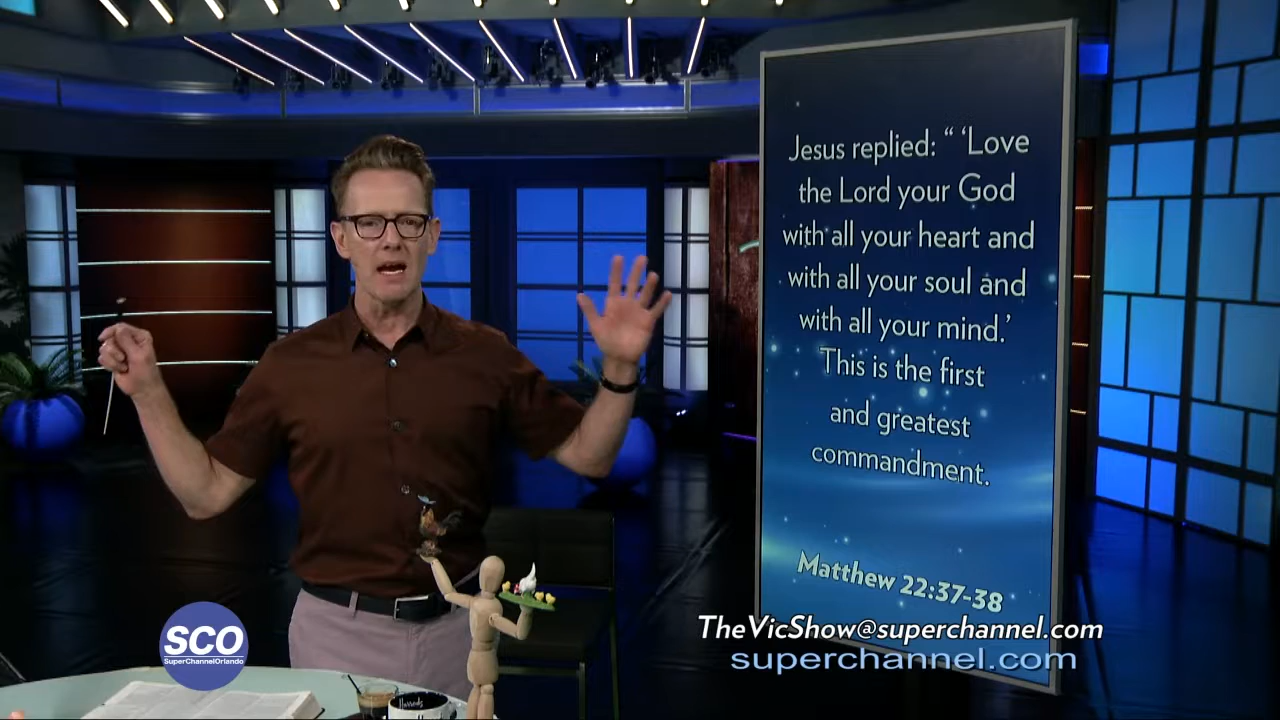 Jesus replied: “ ‘Love
the Lord your God
with all your heart and
with all your soul and
with all your mind.’
This is the first
and greatest
commandment.
Matthew 22:37-38
TheVicShow@superchannel.com
superchannel.com
SCO
SuperChannelOrlando
Harrods